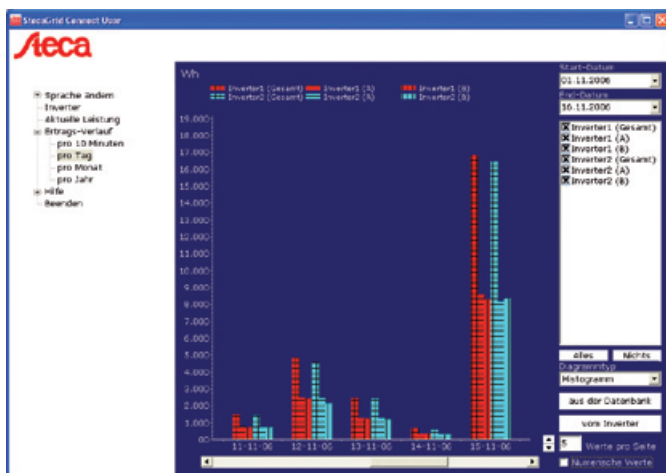 StecaGrid Connect User
Steca
Sprache ändern
Inverter
Aktuelle Leistung
Ertrags-Verlauf
pro 10 Minuten
pro Tag
pro Monat
pro Jahr
Hilfe
Beenden
Wh
Inverter1 (Gesamt) Inverter1 (A) Inverter1 (B)
Inverter2 (Gesamt) Inverter2 (A) Inverter2 (B)
19.000
18.000
17.000
16.000
15.000
14.000
13.000
12.000
11.000
10.000
9.000
8.000
7.000
6.000
5.000
4.000
3.000
2.000
1.000
00
11-11-06 12-11-06 13-11-06 14-11-06 15-11-06
Start-Datum
01.11.2006
End-Datum
16.11.2006
Inverter1 (Gesamt)
Inverter1 (A)
Inverter1 (B)
Inverter2 (Gesamt)
Inverter2 (A)
Inverter2 (B)
Alles Nichts
Diagrammtyp
Histogramm
aus der Datenbank
vom Inverter
5 Werte pro Seite
Numerische Werte